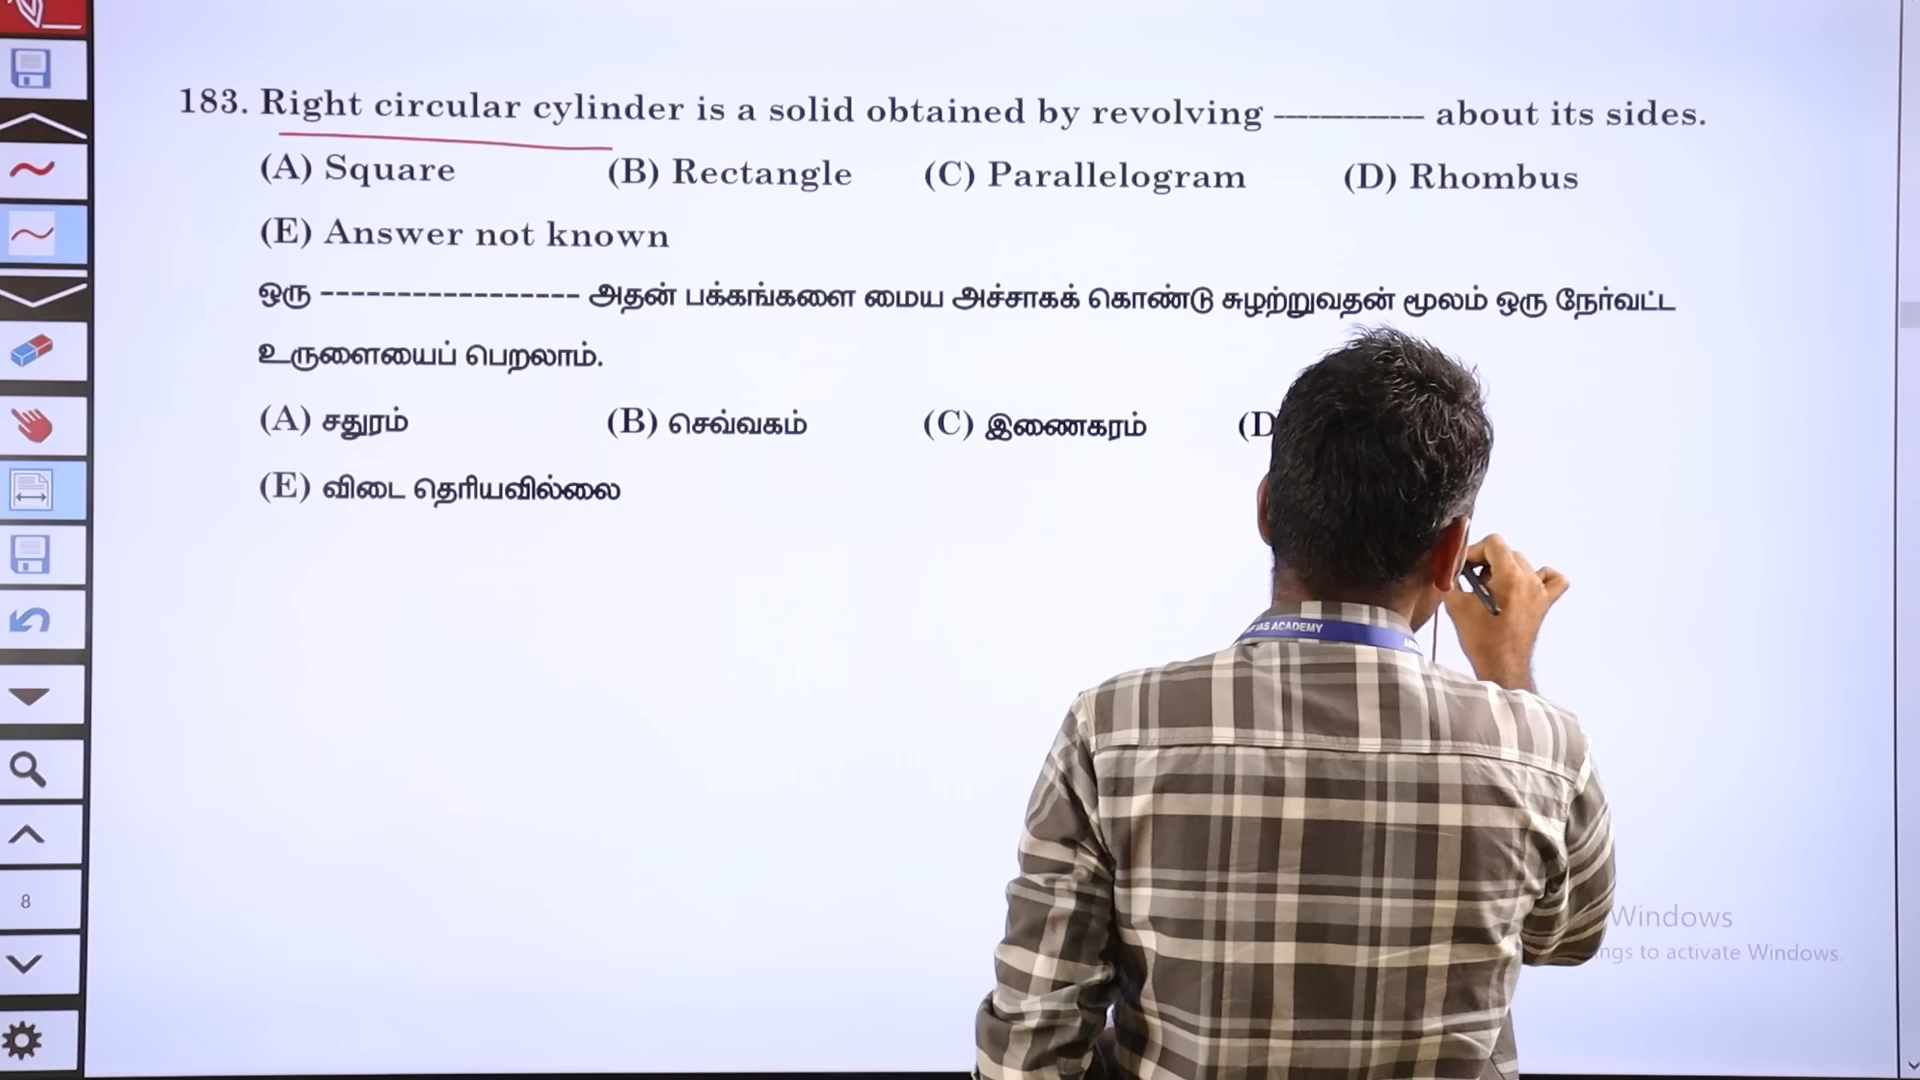 183. Right circular cylinder is a solid obtained by revolving ———— about its sides.
(A) Square (B) Rectangle (C) Parallelogram (D) Rhombus
(E) Answer not known
ஒரு ------------------ அதன் பக்கங்களை மைய அச்சாகக் கொண்டு சுழற்றுவதன் மூலம் ஒரு நேர்வட்ட
உருளையைப் பெறலாம்.
(A) சதுரம் (B) செவ்வகம் (C) இணைகரம் (D
(E) விடை தெரியவில்லை
IAS ACADEMY
8
Windows
to activate Windows.